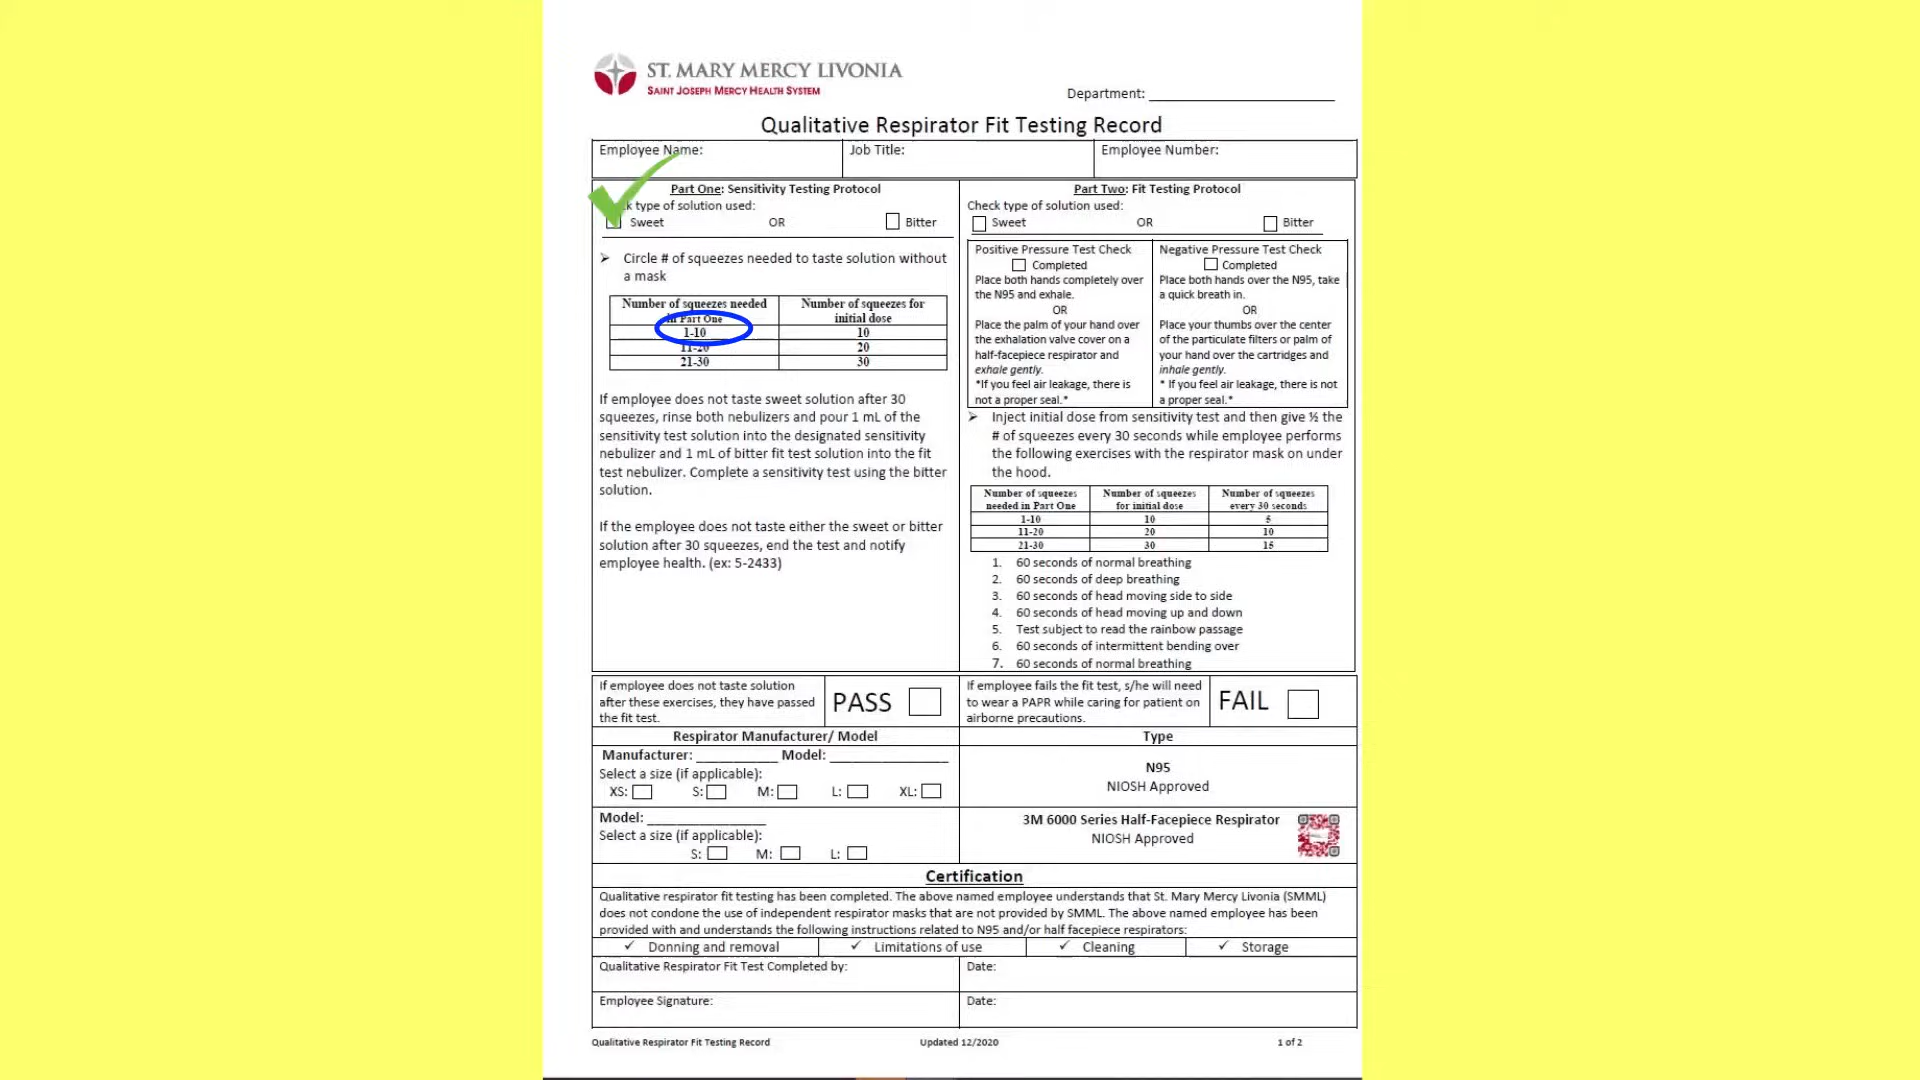 ST. MARY MERCY LIVONIA
SAINT JOSEPH MERCY HEALTH SYSTEM
Department:
Qualitative Respirator Fit Testing Record
Employee Name:
Job Title:
Employee Number:
Part One: Sensitivity Testing Protocol
k type of solution used:
Sweet OR Bitter
Circle # of squeezes needed to taste solution without
a mask
Number of squeezes needed
in Part One
Number of squeezes for
initial dose
1-10 10
11-20 20
21-30 30
If employee does not taste sweet solution after 30
squeezes, rinse both nebulizers and pour 1 mL of the
sensitivity test solution into the designated sensitivity
nebulizer and 1 mL of bitter fit test solution into the fit
test nebulizer. Complete a sensitivity test using the bitter
solution.
If the employee does not taste either the sweet or bitter
solution after 30 squeezes, end the test and notify
employee health. (ex: 5-2433)
Part Two: Fit Testing Protocol
Check type of solution used:
Sweet OR Bitter
Positive Pressure Test Check
Completed
Place both hands completely over
the N95 and exhale.
OR
Place the palm of your hand over
the exhalation valve cover on a
half-facepiece respirator and
exhale gently.
*If you feel air leakage, there is
not a proper seal.*
Negative Pressure Test Check
Completed
Place both hands over the N95, take
a quick breath in.
OR
Place your thumbs over the center
of the particulate filters or palm of
your hand over the cartridges and
inhale gently.
* If you feel air leakage, there is not
a proper seal.*
Inject initial dose from sensitivity test and then give ½ the
# of squeezes every 30 seconds while employee performs
the following exercises with the respirator mask on under
the hood.
Number of squeezes
needed in Part One
Number of squeezes
for initial dose
Number of squeezes
every 30 seconds
1-10 10 5
11-20 20 10
21-30 30 15
1. 60 seconds of normal breathing
2. 60 seconds of deep breathing
3. 60 seconds of head moving side to side
4. 60 seconds of head moving up and down
5. Test subject to read the rainbow passage
6. 60 seconds of intermittent bending over
7. 60 seconds of normal breathing
If employee does not taste solution
after these exercises, they have passed
the fit test.
PASS
If employee fails the fit test, s/he will need
to wear a PAPR while caring for patient on
airborne precautions.
FAIL
Respirator Manufacturer/ Model
Type
Manufacturer: Model:
Select a size (if applicable):
XS: S: M: L: XL:
N95
NIOSH Approved
Model:
Select a size (if applicable):
S: M: L:
3M 6000 Series Half-Facepiece Respirator
NIOSH Approved
Certification
Qualitative respirator fit testing has been completed. The above named employee understands that St. Mary Mercy Livonia (SMML)
does not condone the use of independent respirator masks that are not provided by SMML. The above named employee has been
provided with and understands the following instructions related to N95 and/or half facepiece respirators:
✓ Donning and removal ✓ Limitations of use ✓ Cleaning ✓ Storage
Qualitative Respirator Fit Test Completed by:
Date:
Employee Signature:
Date:
Qualitative Respirator Fit Testing Record Updated 12/2020 1 of 2